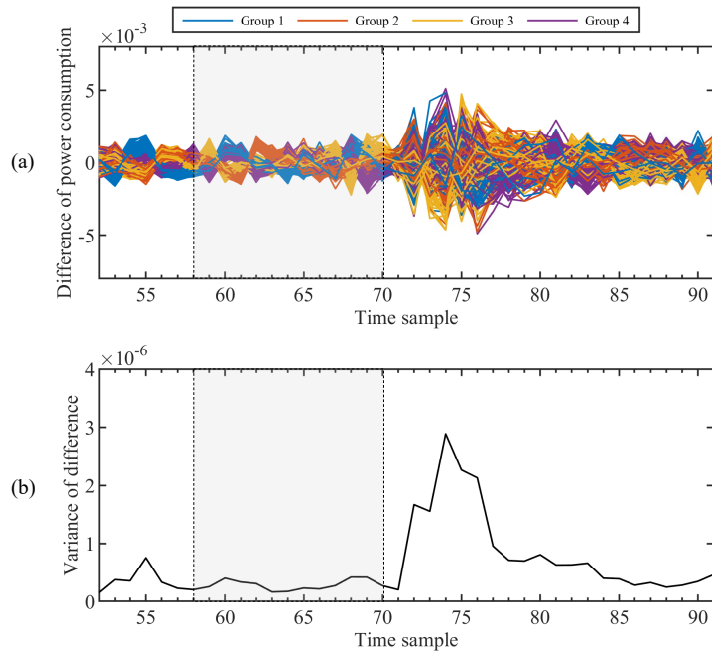 Group 1 Group 2 Group 3 Group 4
×10-3
5
0
-5
Difference of power consumption
(a)
55 60 65 70 75 80 85 90
Time sample
×10-6
4
3
2
1
0
Variance of difference
(b)
55 60 65 70 75 80 85 90
Time sample